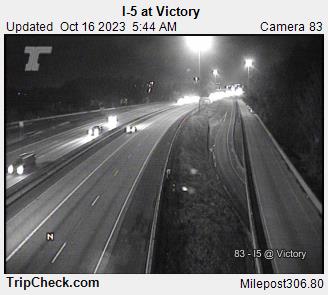 I-5 at Victory
Updated Oct 16 2023 5:44 AM Camera 83
T
N
83 - I5 @ Victory
TripCheck.com Milepost306.80